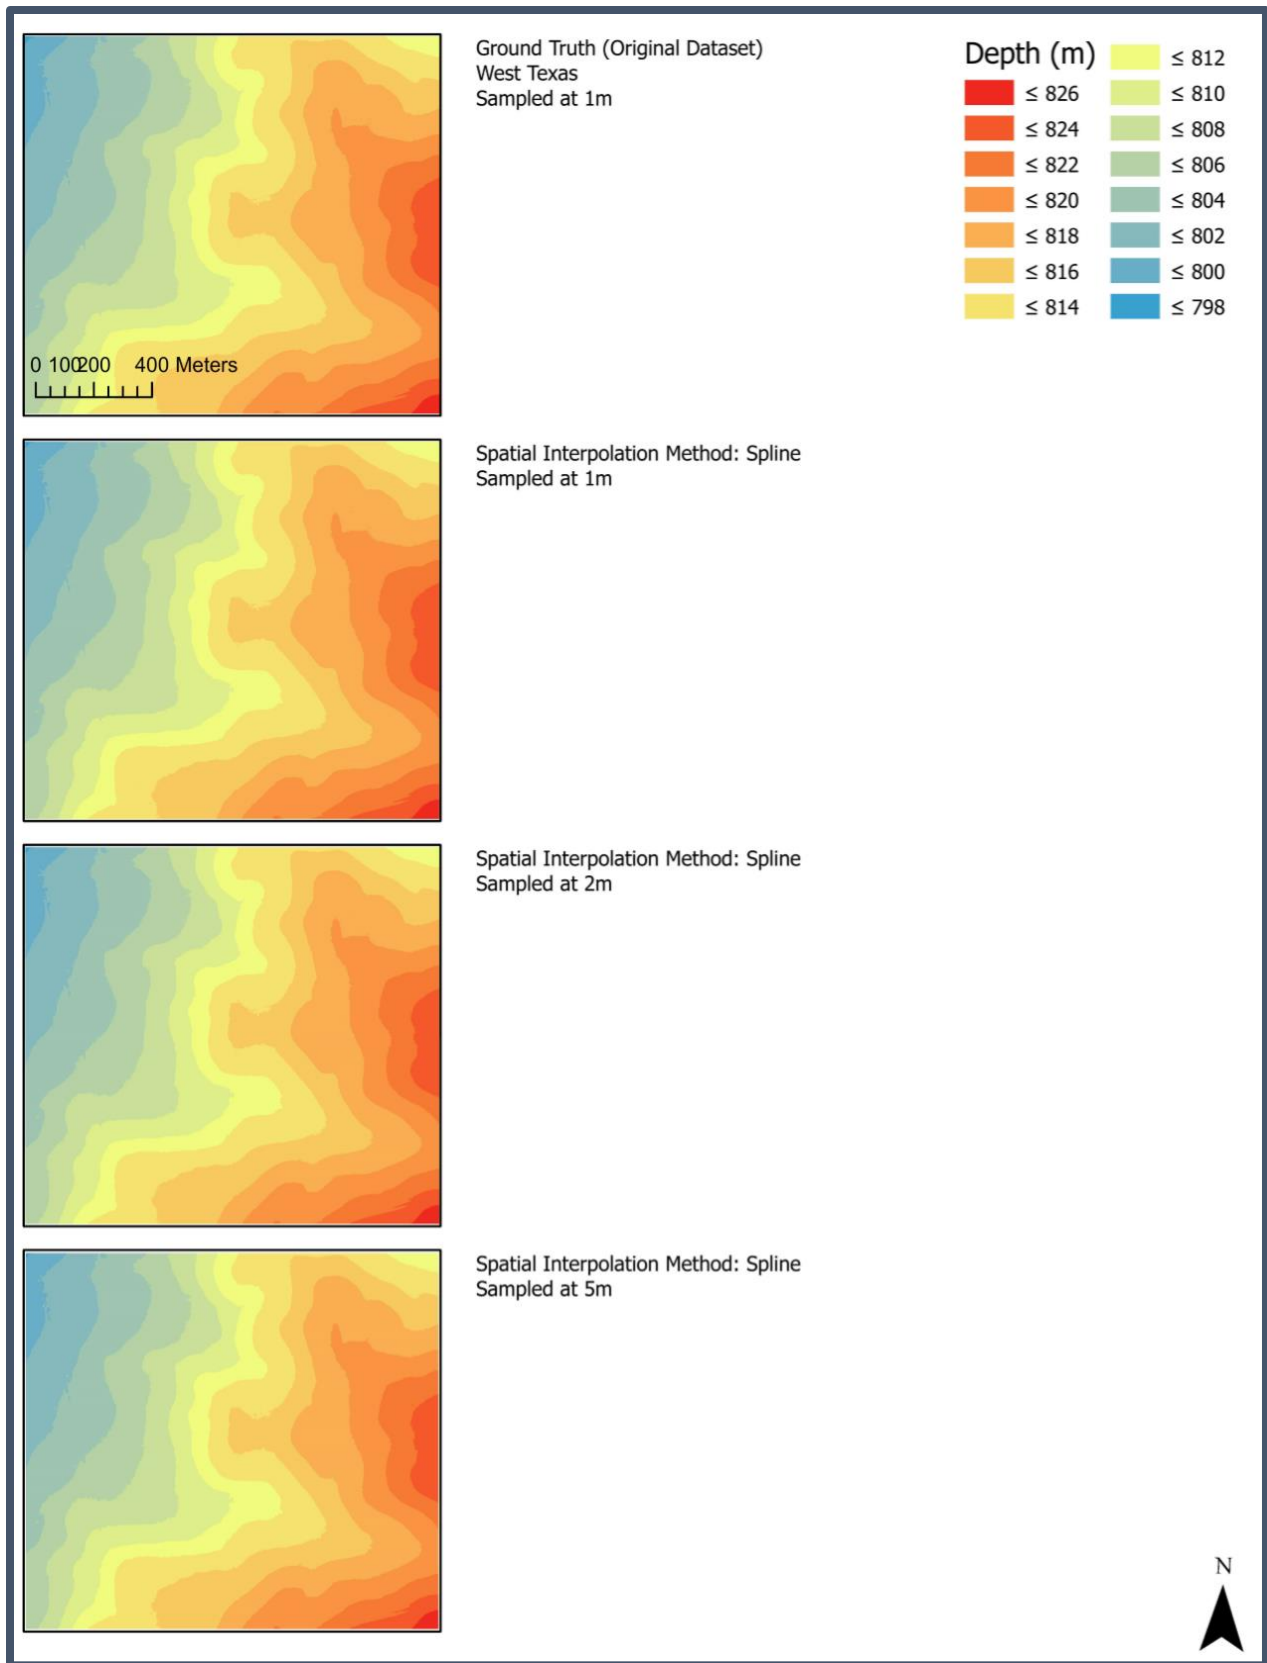 Ground Truth (Original Dataset)
West Texas
Sampled at 1m
Depth (m)
≤ 826
≤ 824
≤ 822
≤ 820
≤ 818
≤ 816
≤ 814
≤ 812
≤ 810
≤ 808
≤ 806
≤ 804
≤ 802
≤ 800
≤ 798
0 100200 400 Meters
Spatial Interpolation Method: Spline
Sampled at 1m
Spatial Interpolation Method: Spline
Sampled at 2m
Spatial Interpolation Method: Spline
Sampled at 5m
N